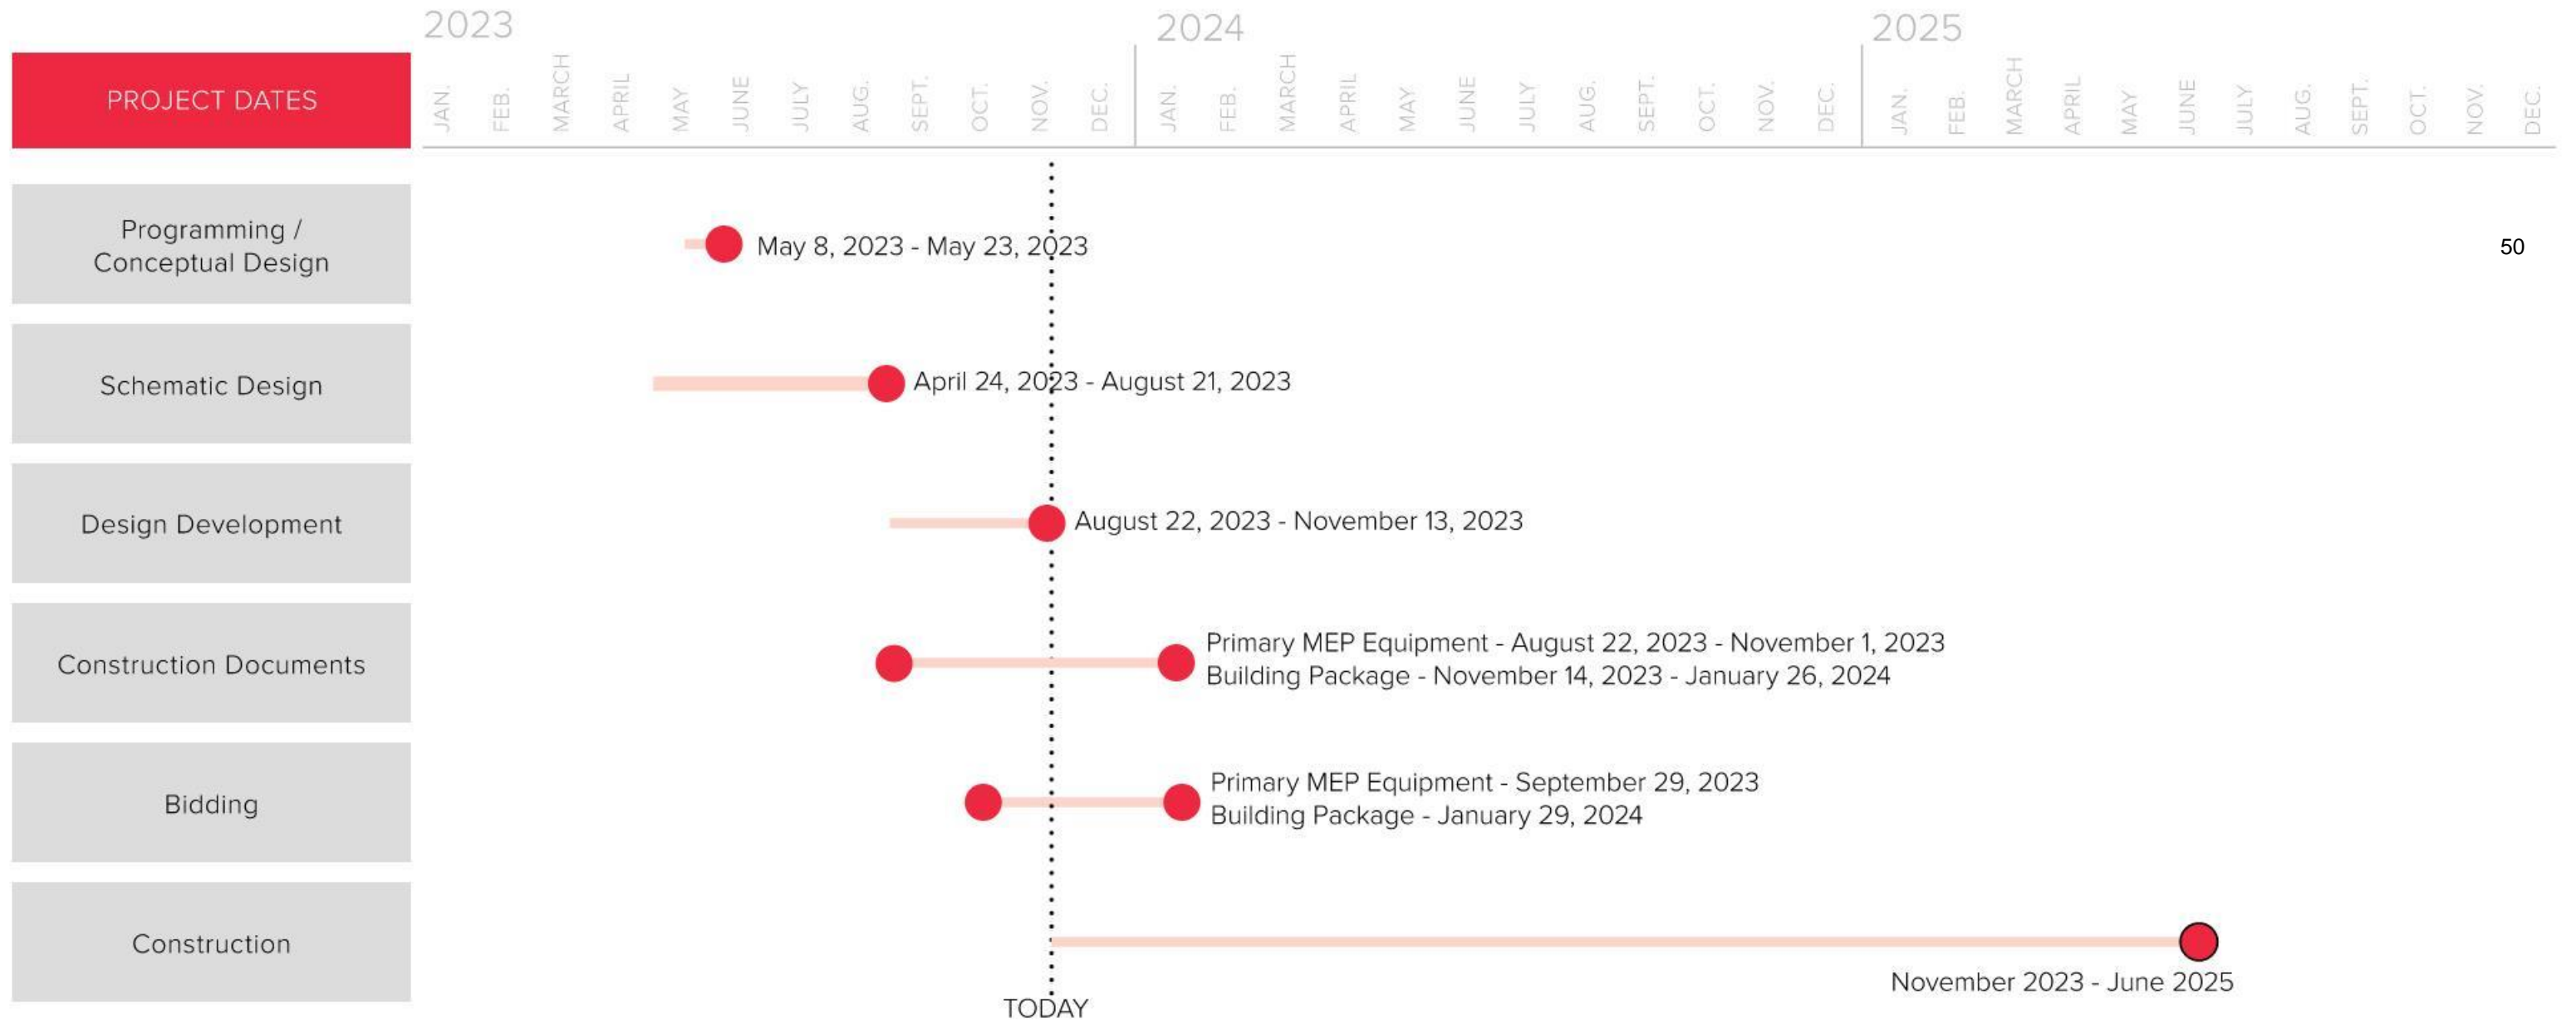 2023
2024
2025
PROJECT DATES
JAN.
FEB.
MARCH
APRIL
MAY
JUNE
JULY
AUG.
SEPT.
OCT.
NOV.
DEC.
JAN.
FEB.
MARCH
APRIL
MAY
JUNE
JULY
AUG.
SEPT.
OCT.
NOV.
DEC.
JAN.
FEB.
MARCH
APRIL
MAY
JUNE
JULY
AUG.
SEPT.
OCT.
NOV.
DEC.
Programming /
Conceptual Design
May 8, 2023 - May 23, 2023
50
Schematic Design
April 24, 2023 - August 21, 2023
Design Development
August 22, 2023 - November 13, 2023
Construction Documents
Primary MEP Equipment - August 22, 2023 - November 1, 2023
Building Package - November 14, 2023 - January 26, 2024
Bidding
Primary MEP Equipment - September 29, 2023
Building Package - January 29, 2024
Construction
November 2023 - June 2025
TODAY